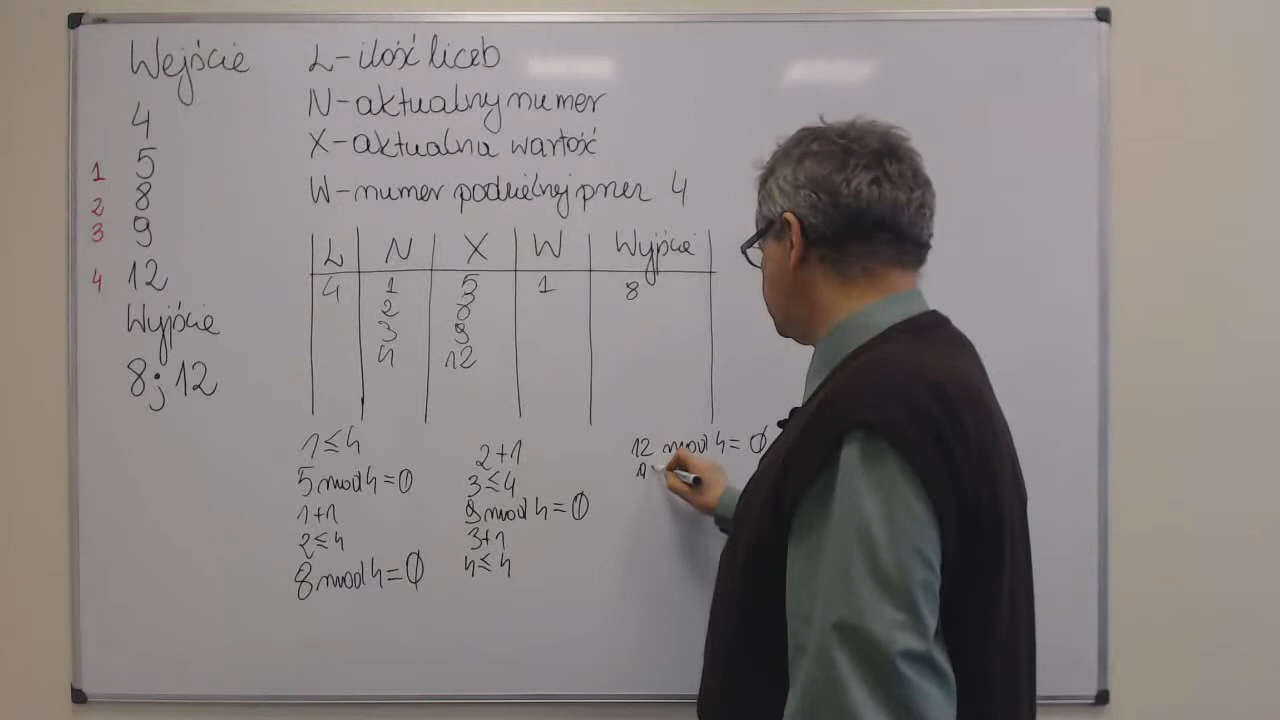 Wejście
4
1 5
2 8
3 9
4 12
Wyjście
8; 12
L - ilość liczb
N - aktualny numer
X - aktualna wartość
W - numer podzielnej przez 4
L N X W Wyjście
4 1 5 1 8
2 8
3 9
4 12
1 ≤ 4
5 mod 4 = 0
1+1
2 ≤ 4
8 mod 4 = 0
2+1
3 ≤ 4
9 mod 4 = 0
3+1
4 ≤ 4
12 mod 4 = 0